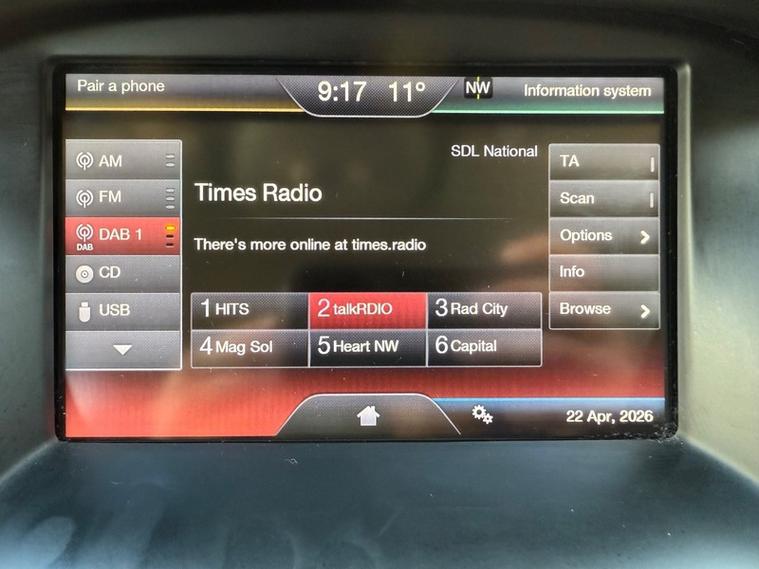 Pair a phone
9:17 11°
NW
Information system
AM
FM
DAB
DAB 1
CD
USB
SDL National
Times Radio
There's more online at times.radio
1 HITS
2 talkRDIO
3 Rad City
4 Mag Sol
5 Heart NW
6 Capital
TA
Scan
Options
Info
Browse
22 Apr, 2026